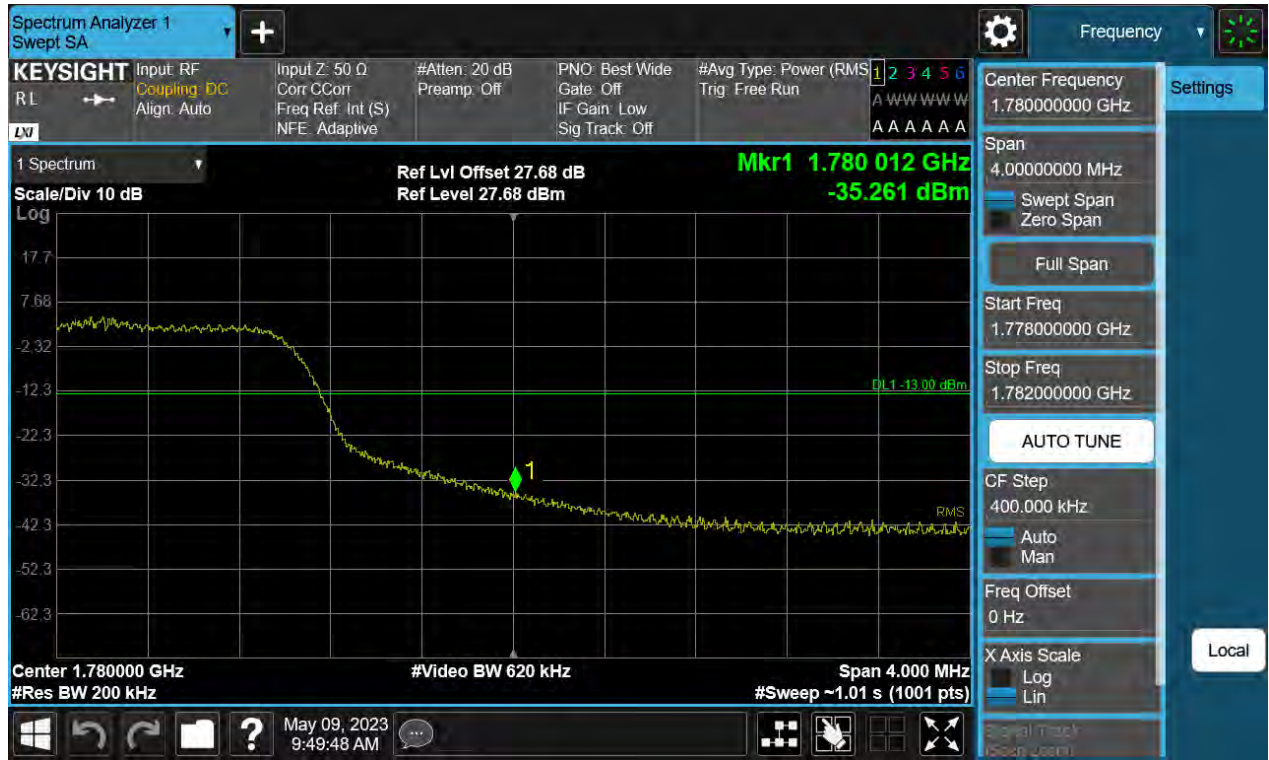 Spectrum Analyzer 1
Swept SA
Frequency
KEYSIGHT
RL
LXI
Input: RF
Coupling: DC
Align: Auto
Input Z: 50 Ω
Corr CCorr
Freq Ref: Int (S)
NFE: Adaptive
#Atten: 20 dB
Preamp: Off
PNO: Best Wide
Gate: Off
IF Gain: Low
Sig Track: Off
#Avg Type: Power (RMS
Trig: Free Run
1 2 3 4 5 6
A W W W W W
A A A A A A
1 Spectrum
Scale/Div 10 dB
Log
Ref Lvl Offset 27.68 dB
Ref Level 27.68 dBm
Mkr1 1.780 012 GHz
-35.261 dBm
17.7
7.68
-2.32
-12.3
-22.3
-32.3
-42.3
-52.3
-62.3
DL1 -13.00 dBm
1
RMS
Center 1.780000 GHz
#Res BW 200 kHz
#Video BW 620 kHz
Span 4.000 MHz
#Sweep ~1.01 s (1001 pts)
Center Frequency
1.780000000 GHz
Settings
Span
4.00000000 MHz
Swept Span
Zero Span
Full Span
Start Freq
1.778000000 GHz
Stop Freq
1.782000000 GHz
AUTO TUNE
CF Step
400.000 kHz
Auto
Man
Freq Offset
0 Hz
X Axis Scale
Log
Lin
Signal Track
(Span Zoom)
Local
?
May 09, 2023
9:49:48 AM